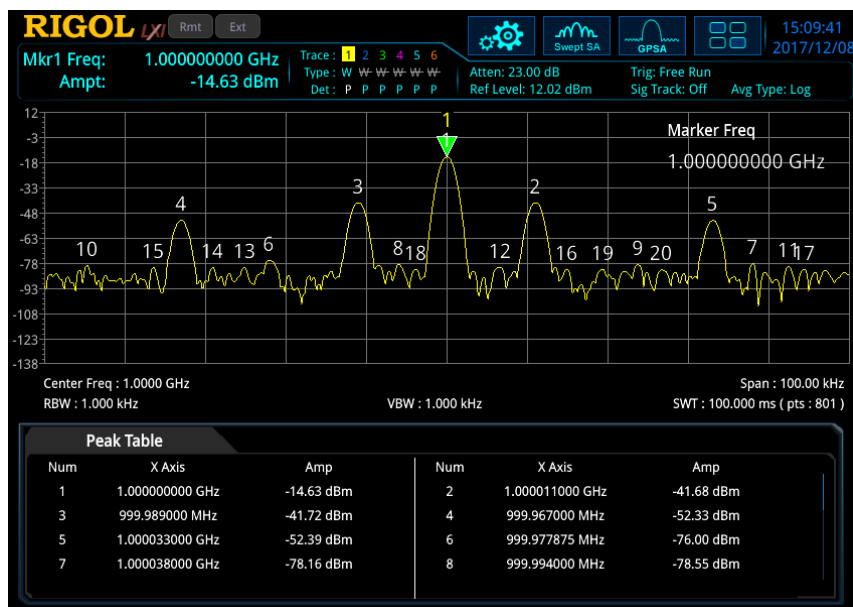 RIGOL LXI Rmt Ext 15:09:41
Swept SA GPSA 2017/12/08
Mkr1 Freq: 1.000000000 GHz
Ampt: -14.63 dBm
Trace: 1 2 3 4 5 6
Type: W W W W W W
Det: P P P P P P
Atten: 23.00 dB Trig: Free Run
Ref Level: 12.02 dBm Sig Track: Off Avg Type: Log
12
-3
-18
-33
-48
-63
-78
-93
-108
-123
-138
Marker Freq
1.000000000 GHz
1
1
3 2
4 5
10 15 14 13 6 8 18 12 16 19 9 20 7 11 17
Center Freq : 1.0000 GHz Span : 100.00 kHz
RBW : 1.000 kHz VBW : 1.000 kHz SWT : 100.000 ms ( pts : 801 )
Peak Table
Num X Axis Amp Num X Axis Amp
1 1.000000000 GHz -14.63 dBm 2 1.000011000 GHz -41.68 dBm
3 999.989000 MHz -41.72 dBm 4 999.967000 MHz -52.33 dBm
5 1.000033000 GHz -52.39 dBm 6 999.977875 MHz -76.00 dBm
7 1.000038000 GHz -78.16 dBm 8 999.994000 MHz -78.55 dBm